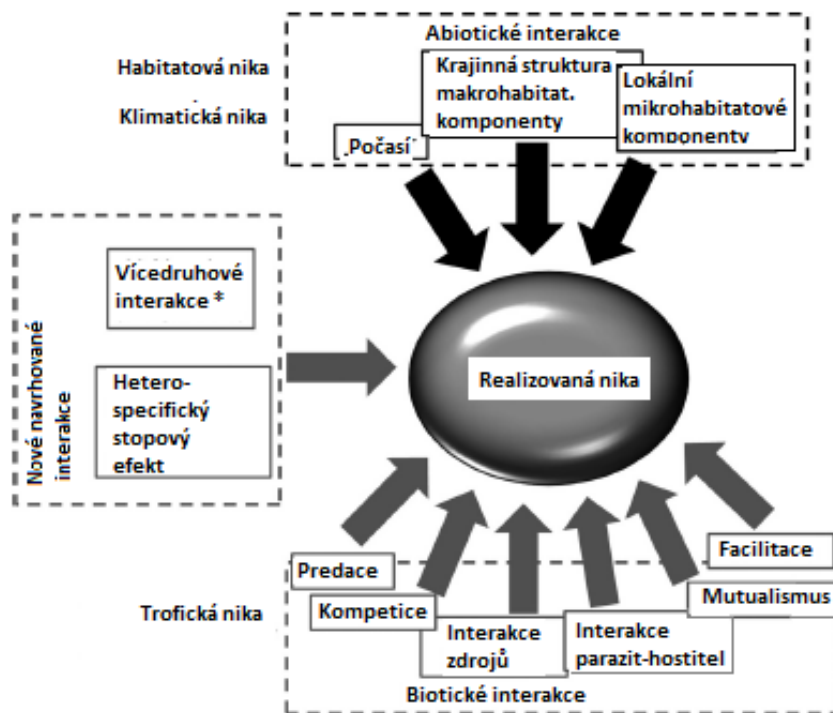 Abiotické interakce
Habitatová nika
Klimatická nika
Krajinná struktura
makrohabitat.
komponenty
Lokální
mikrohabitatové
komponenty
Počasí
Nové navrhované
interakce
Vícedruhové
interakce *
Hetero-
specifický
stopový
efekt
Realizovaná nika
Trofická nika
Predace
Kompetice
Interakce
zdrojů
Interakce
parazit-hostitel
Mutualismus
Facilitace
Biotické interakce